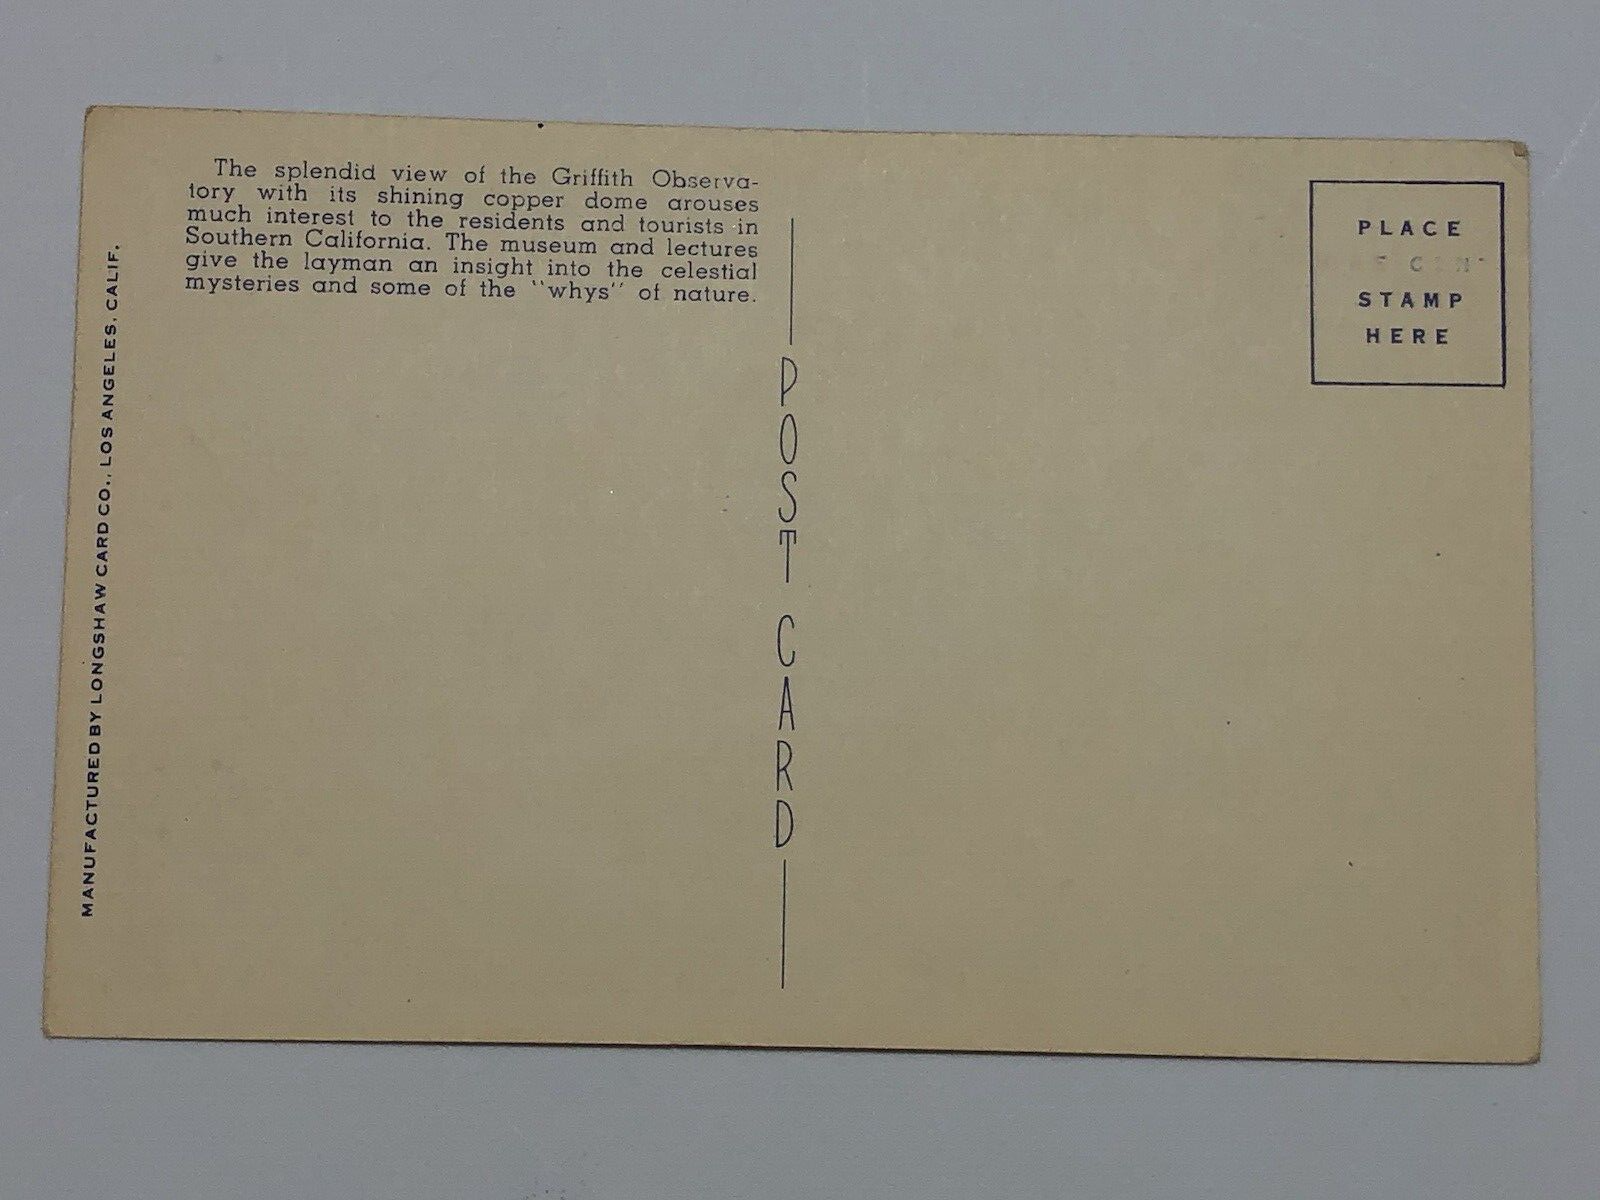 The splendid view of the Griffith Observa-
tory with its shining copper dome arouses
much interest to the residents and tourists in
Southern California. The museum and lectures
give the layman an insight into the celestial
mysteries and some of the "whys" of nature.
MANUFACTURED BY LONGSHAW CARD CO., LOS ANGELES, CALIF.
POST CARD
PLACE
STAMP
HERE